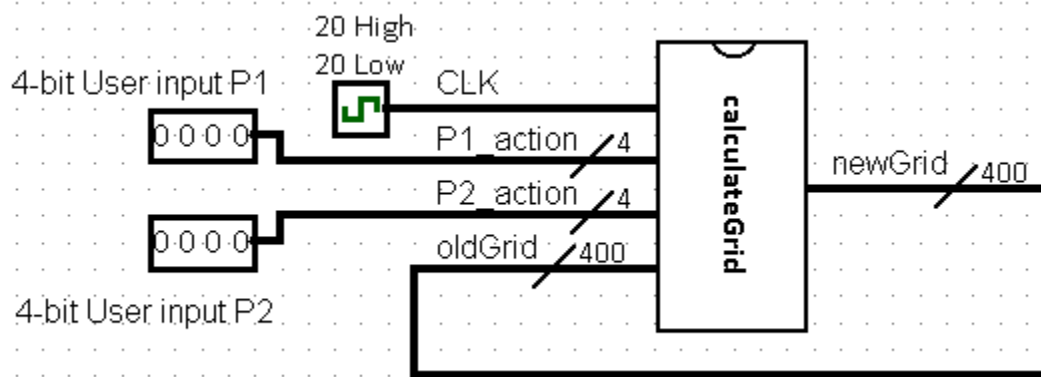 20 High
20 Low
4-bit User input P1
0 0 0 0
CLK
P1_action
4
P2_action
4
0 0 0 0
oldGrid
400
4-bit User input P2
calculateGrid
newGrid
400